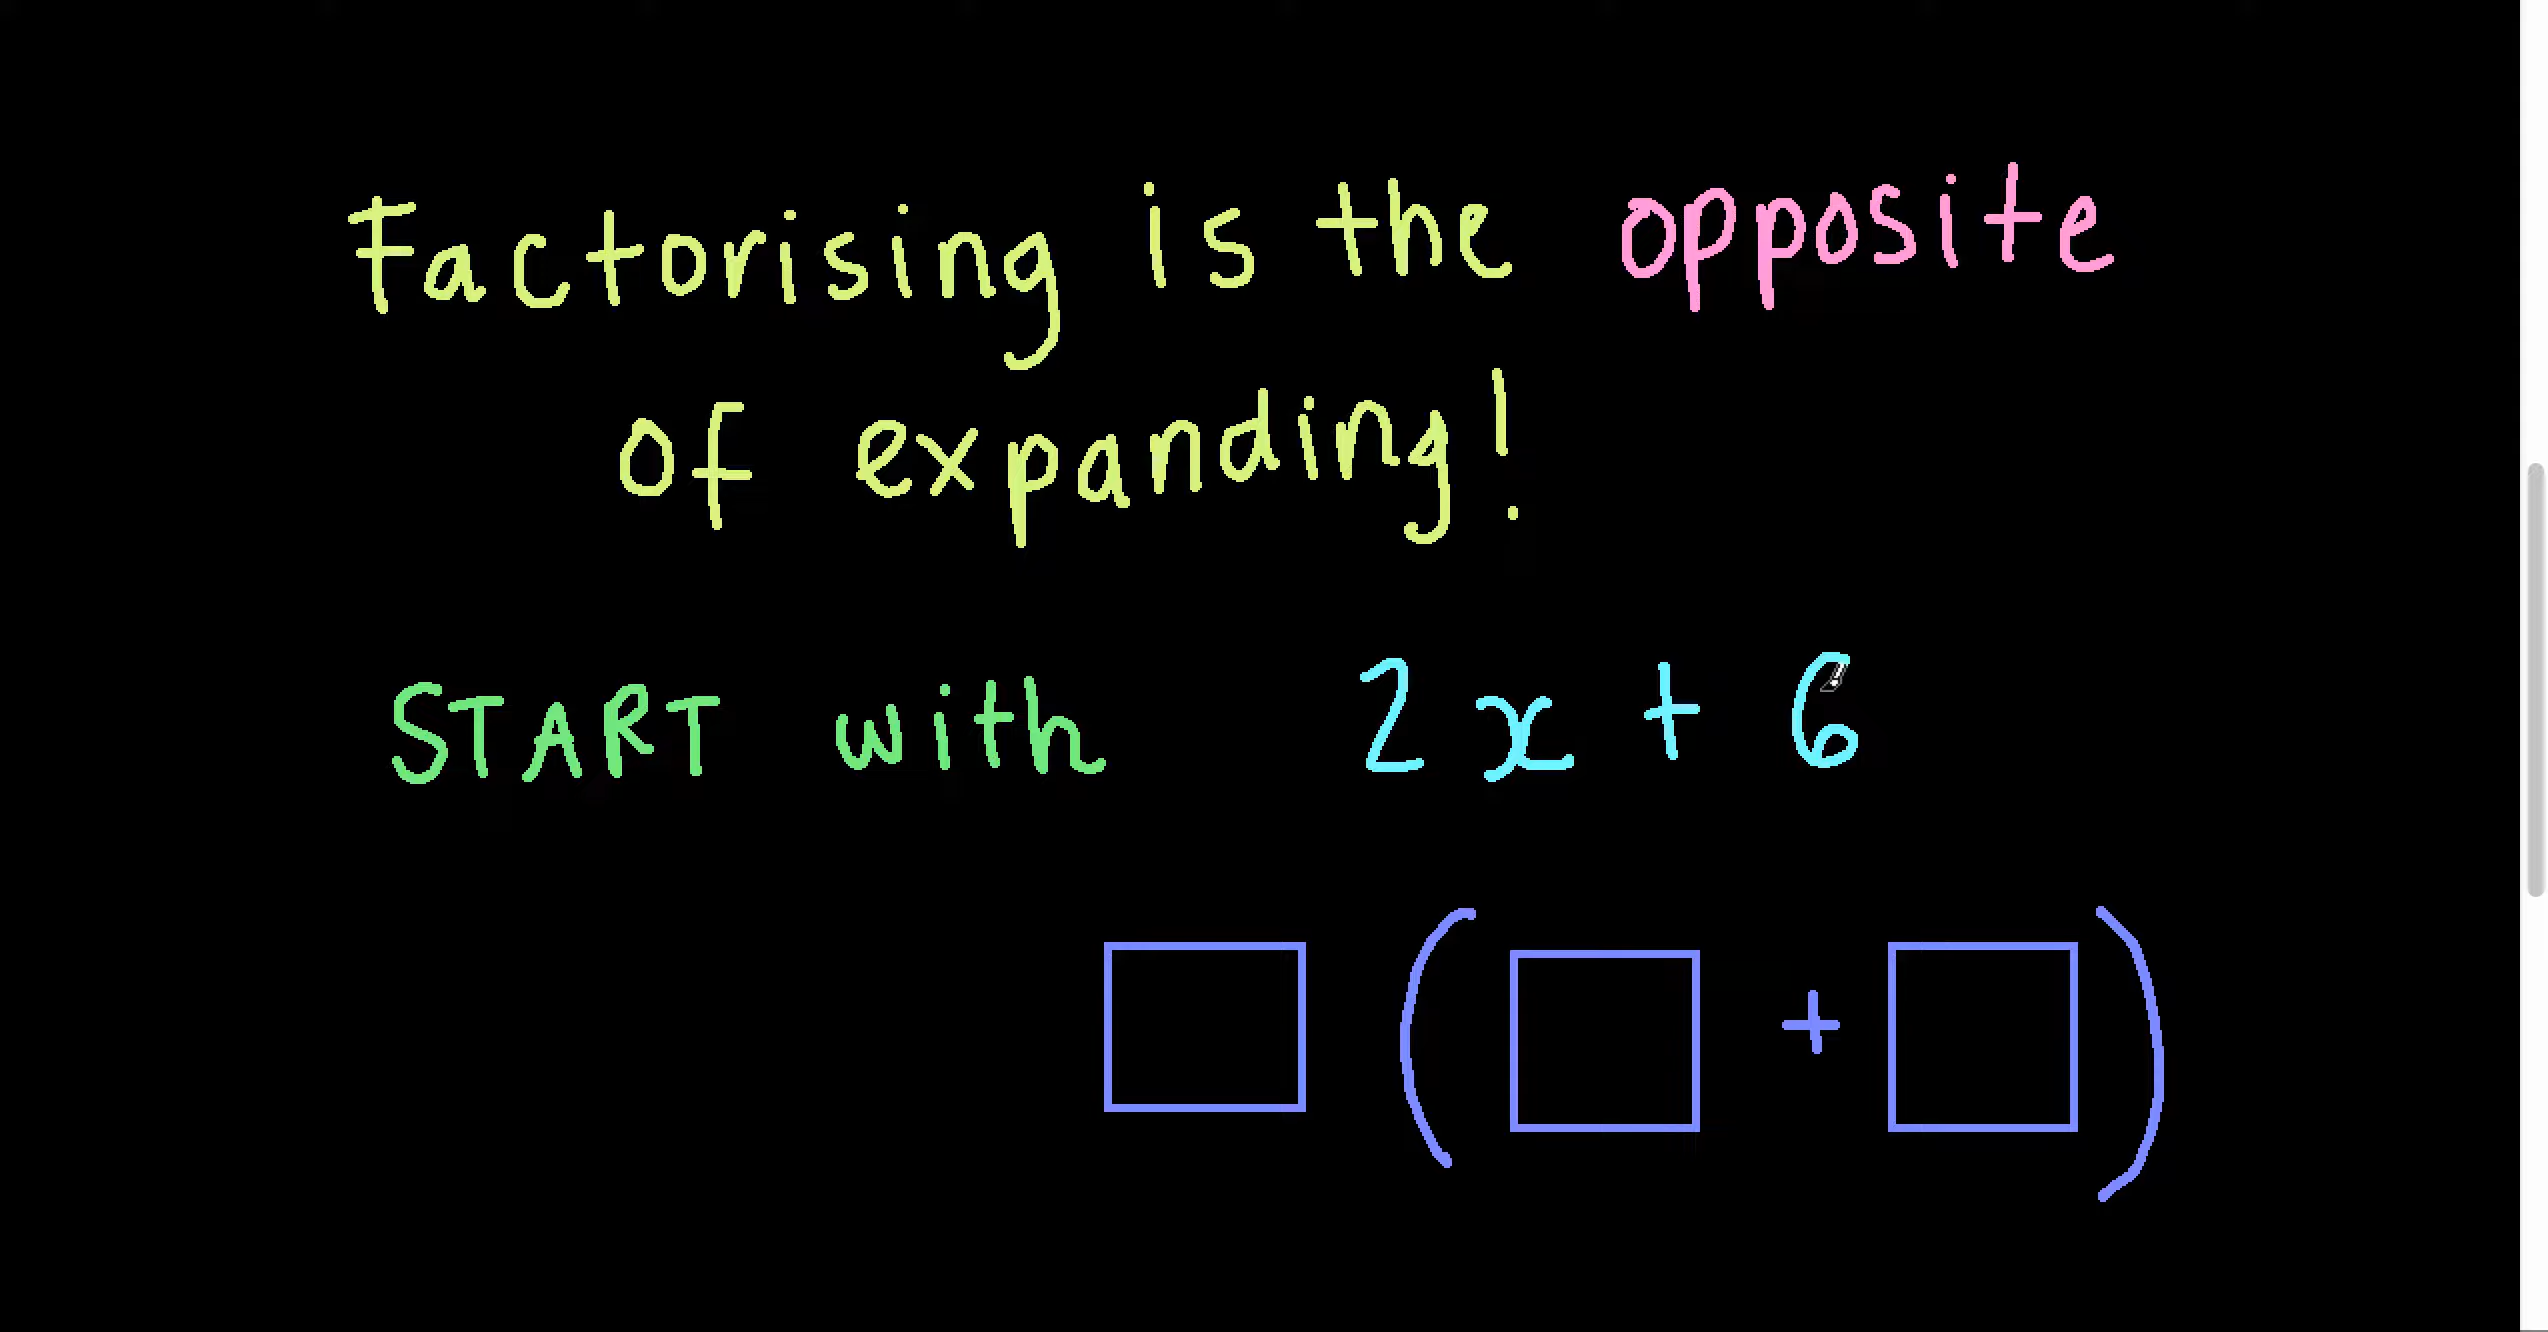 Factorising is the opposite
of expanding!
START with 2x + 6
□ ( □ + □ )